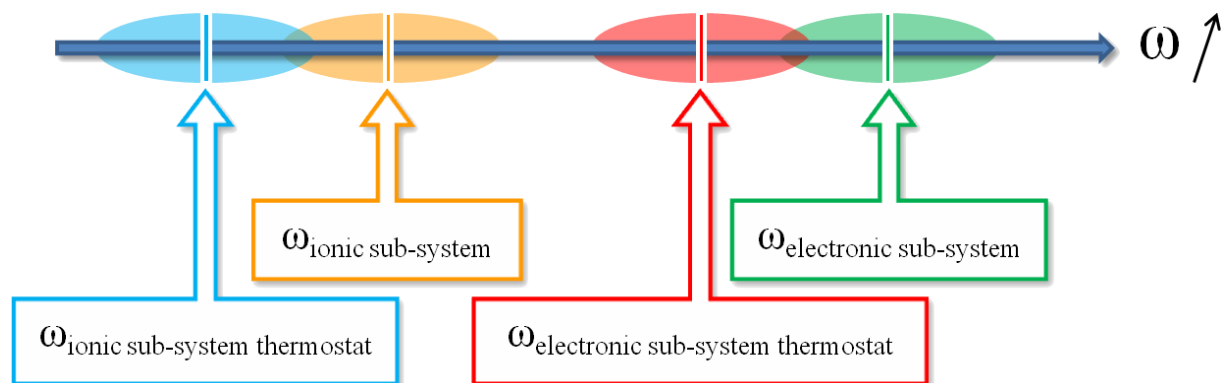 ω
ωionic sub-system
ωelectronic sub-system
ωionic sub-system thermostat
ωelectronic sub-system thermostat